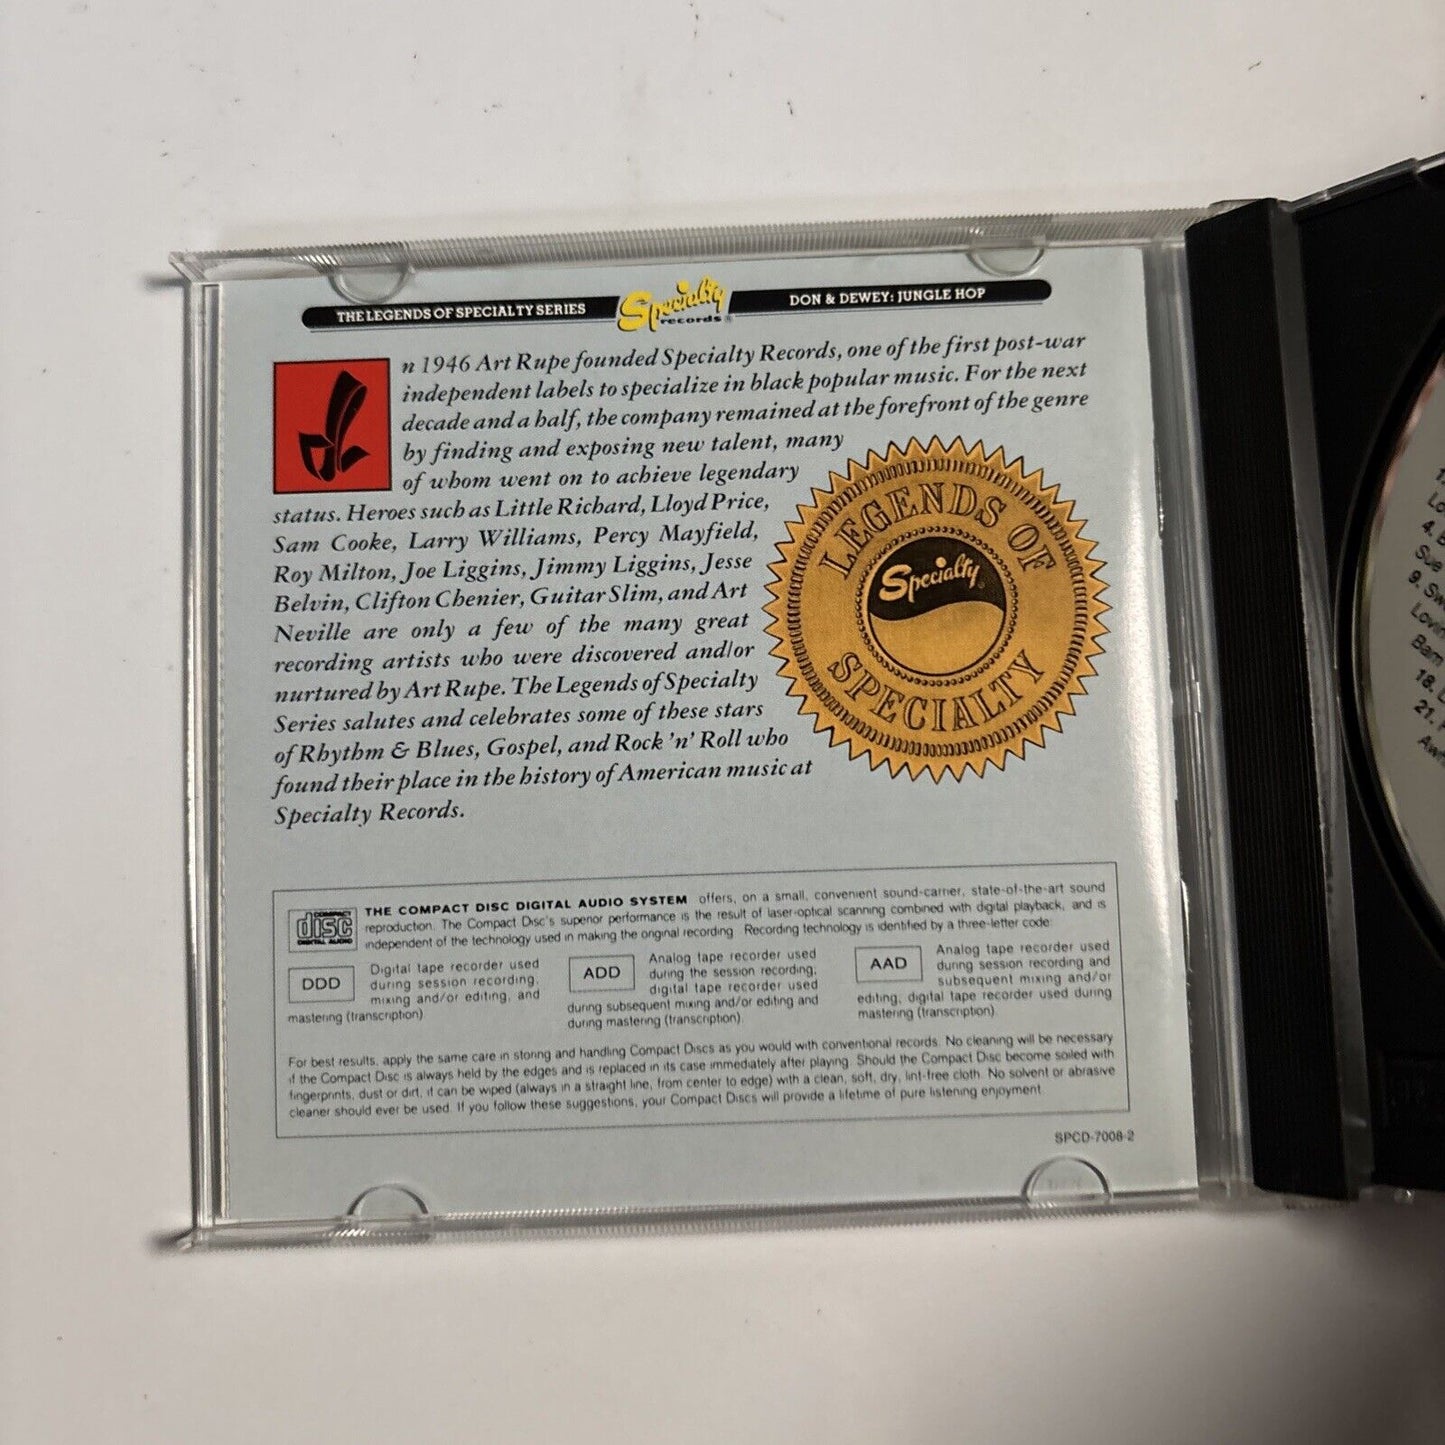 THE LEGENDS OF SPECIALTY SERIES
Specialty
records®
DON & DEWEY: JUNGLE HOP
In 1946 Art Rupe founded Specialty Records, one of the first post-war
independent labels to specialize in black popular music. For the next
decade and a half, the company remained at the forefront of the genre
by finding and exposing new talent, many
of whom went on to achieve legendary
status. Heroes such as Little Richard, Lloyd Price,
Sam Cooke, Larry Williams, Percy Mayfield,
Roy Milton, Joe Liggins, Jimmy Liggins, Jesse
Belvin, Clifton Chenier, Guitar Slim, and Art
Neville are only a few of the many great
recording artists who were discovered and/or
nurtured by Art Rupe. The Legends of Specialty
Series salutes and celebrates some of these stars
of Rhythm & Blues, Gospel, and Rock 'n' Roll who
found their place in the history of American music at
Specialty Records.
LEGENDS OF
Specialty®
SPECIALTY
COMPACT
disc
DIGITAL AUDIO
THE COMPACT DISC DIGITAL AUDIO SYSTEM offers, on a small, convenient sound-carrier, state-of-the-art sound
reproduction. The Compact Disc's superior performance is the result of laser-optical scanning combined with digital playback, and is
independent of the technology used in making the original recording. Recording technology is identified by a three-letter code:
DDD
Digital tape recorder used
during session recording,
mixing and/or editing, and
mastering (transcription).
ADD
Analog tape recorder used
during the session recording,
digital tape recorder used
during subsequent mixing and/or editing and
during mastering (transcription).
AAD
Analog tape recorder used
during session recording and
subsequent mixing and/or
editing, digital tape recorder used during
mastering (transcription).
For best results, apply the same care in storing and handling Compact Discs as you would with conventional records. No cleaning will be necessary
if the Compact Disc is always held by the edges and is replaced in its case immediately after playing. Should the Compact Disc become soiled with
fingerprints, dust or dirt, it can be wiped (always in a straight line, from center to edge) with a clean, soft, dry, lint-free cloth. No solvent or abrasive
cleaner should ever be used. If you follow these suggestions, your Compact Discs will provide a lifetime of pure listening enjoyment.
SPCD-7008-2
Lo
4. B
Sue
9. Sw
Lovin
Bam
18. L
21.
Aw